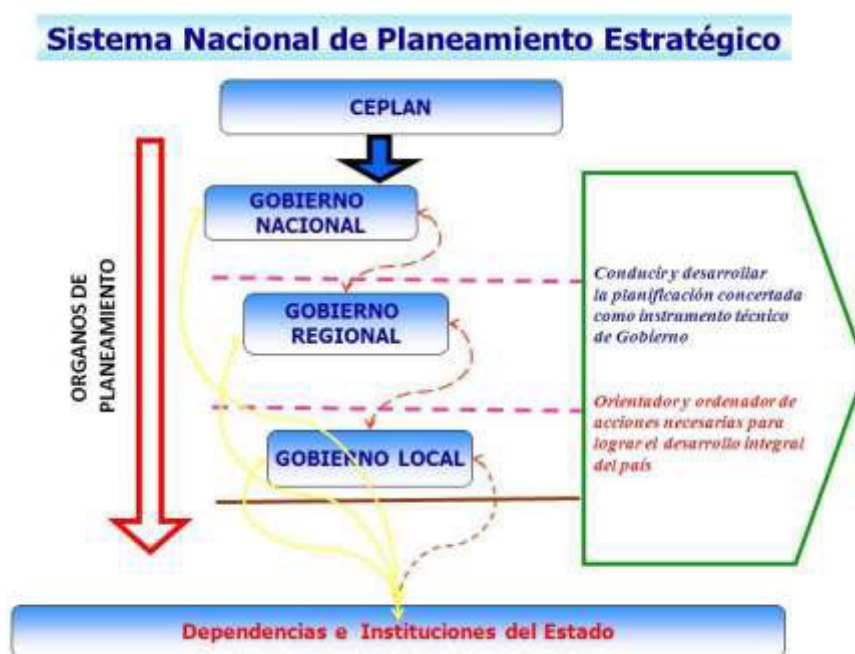 Sistema Nacional de Planeamiento Estratégico
CEPLAN
GOBIERNO
NACIONAL
ORGANOS DE
PLANEAMIENTO
GOBIERNO
REGIONAL
GOBIERNO LOCAL
Conducir y desarrollar
la planificación concertada
como instrumento técnico
de Gobierno
Orientador y ordenador de
acciones necesarias para
lograr el desarrollo integral
del país
Dependencias e Instituciones del Estado